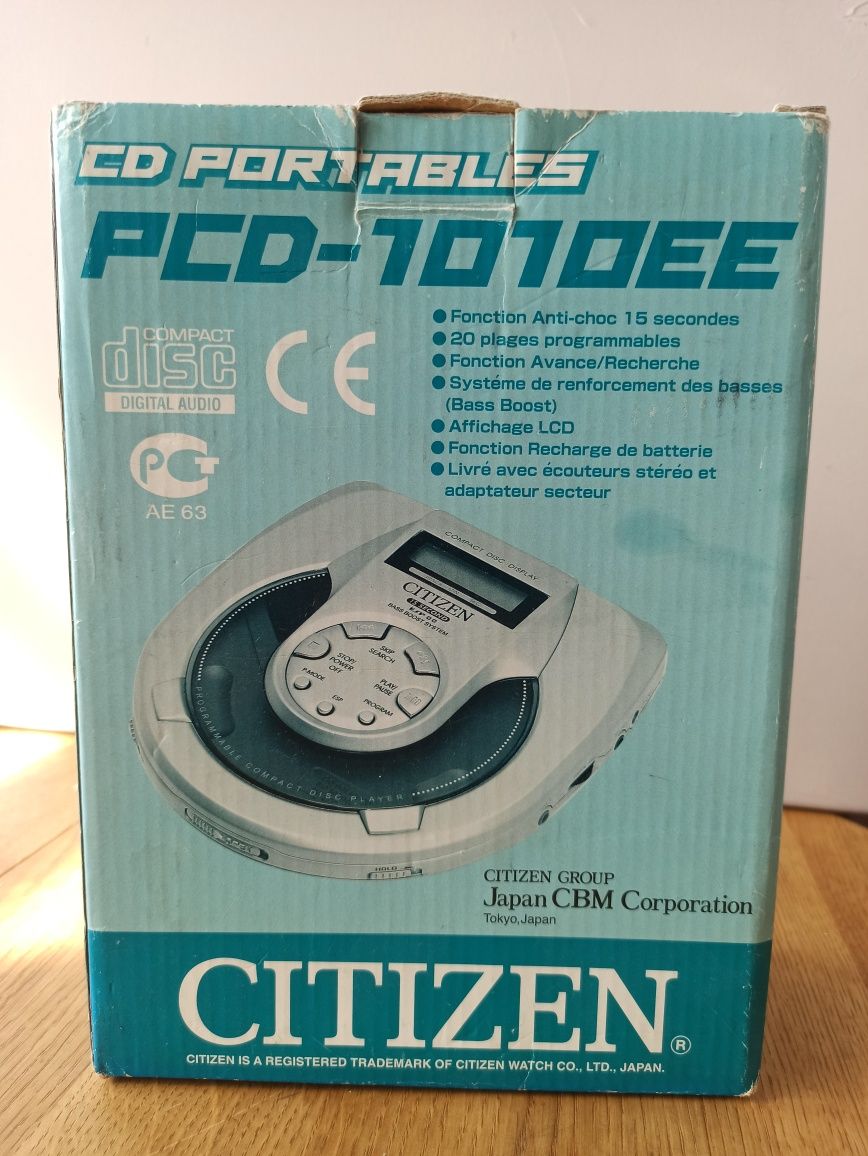 CD PORTABLES
PCD-1010EE
COMPACT
disc
DIGITAL AUDIO
CE
PCT
AE 63
● Fonction Anti-choc 15 secondes
● 20 plages programmables
● Fonction Avance/Recherche
● Systéme de renforcement des basses
(Bass Boost)
● Affichage LCD
● Fonction Recharge de batterie
● Livré avec écouteurs stéréo et
adaptateur secteur
COMPACT DISC DISPLAY
CITIZEN
15 SECOND
ESP
BASS BOOST SYSTEM
SKIP
SEARCH
STOP/
POWER
OFF
PLAY/
PAUSE
P-MODE
ESP
PROGRAM
PROGRAMMABLE COMPACT DISC PLAYER
HOLD
CITIZEN GROUP
Japan CBM Corporation
Tokyo,Japan
CITIZEN®
CITIZEN IS A REGISTERED TRADEMARK OF CITIZEN WATCH CO., LTD., JAPAN.